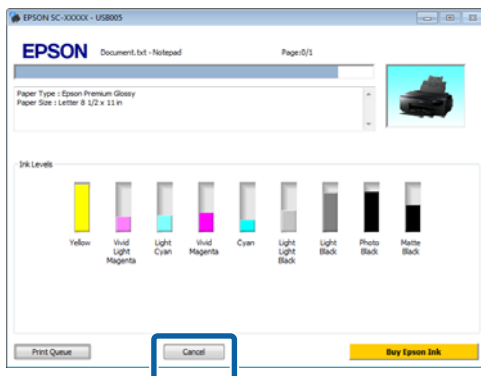 EPSON SC-XXXXX - USB005
EPSON
Document.txt - Notepad
Page:0/1
Paper Type : Epson Premium Glossy
Paper Size : Letter 8 1/2 x 11 in
Ink Levels
Yellow
Vivid
Light
Magenta
Light
Cyan
Vivid
Magenta
Cyan
Light
Light
Black
Light
Black
Photo
Black
Matte
Black
Print Queue
Cancel
Buy Epson Ink